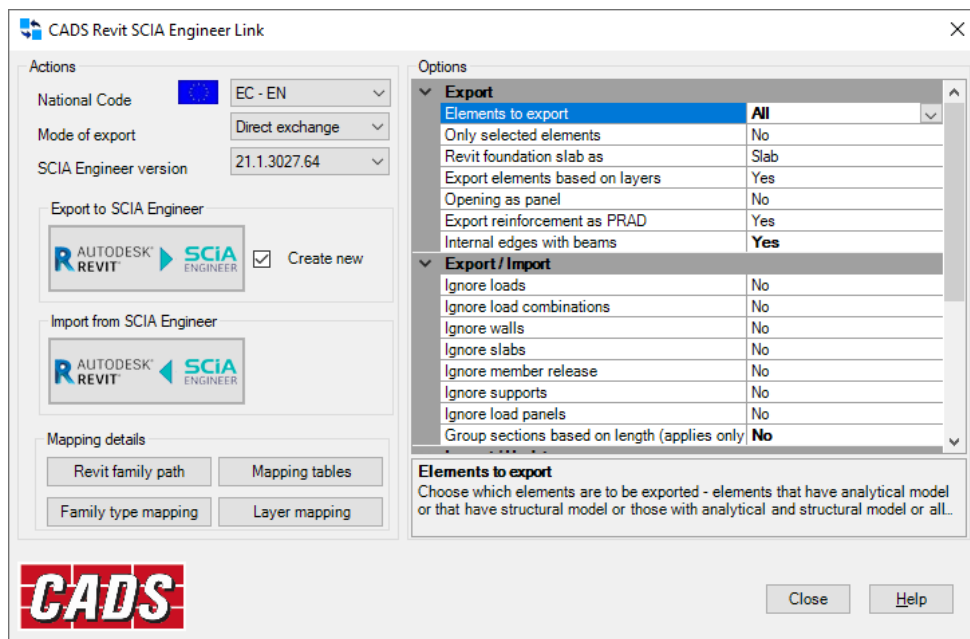 CADS Revit SCIA Engineer Link
Actions
National Code
EC - EN
Mode of export
Direct exchange
SCIA Engineer version
21.1.3027.64
Export to SCIA Engineer
R AUTODESK® REVIT® SCiA ENGINEER
Create new
Import from SCIA Engineer
R AUTODESK® REVIT® SCiA ENGINEER
Mapping details
Revit family path
Mapping tables
Family type mapping
Layer mapping
Options
Export
Elements to export All
Only selected elements No
Revit foundation slab as Slab
Export elements based on layers Yes
Opening as panel No
Export reinforcement as PRAD Yes
Internal edges with beams Yes
Export / Import
Ignore loads No
Ignore load combinations No
Ignore walls No
Ignore slabs No
Ignore member release No
Ignore supports No
Ignore load panels No
Group sections based on length (applies only No
Elements to export
Choose which elements are to be exported - elements that have analytical model
or that have structural model or those with analytical and structural model or all...
CADS
Close
Help